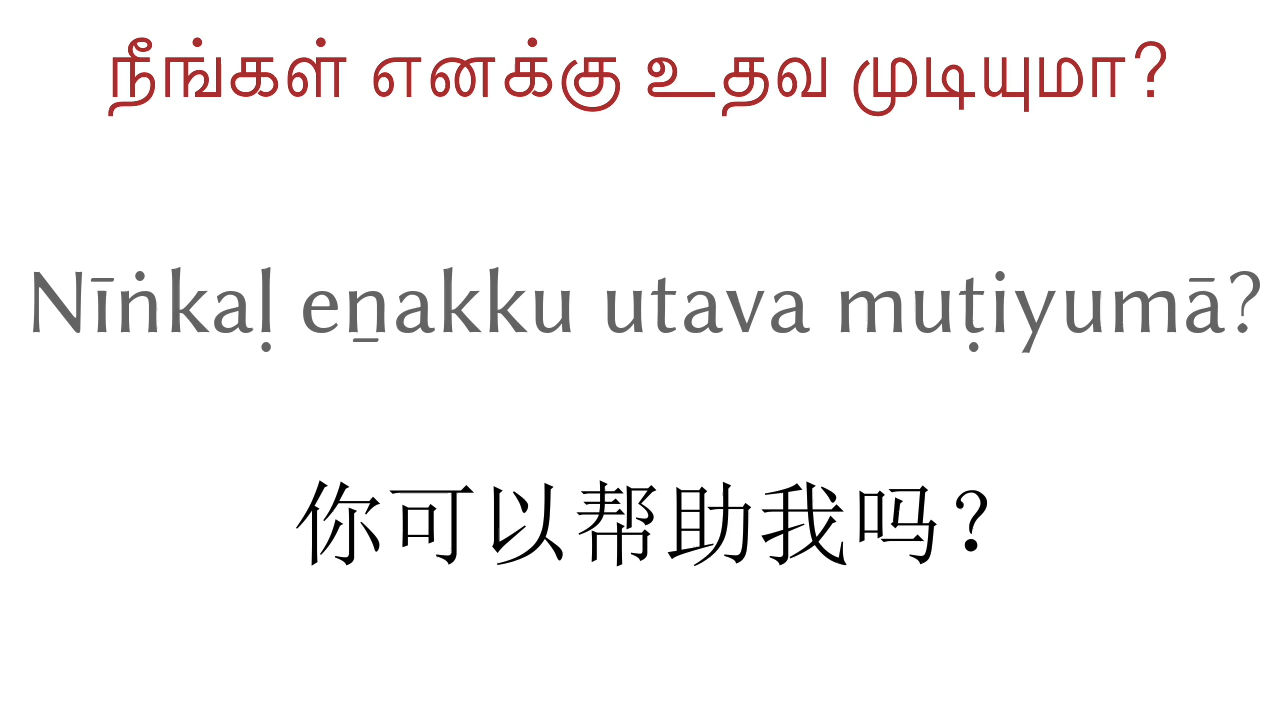 நீங்கள் எனக்கு உதவ முடியுமா?
Nīṅkaḷ eṉakku utava muṭiyumā?
你可以帮助我吗？